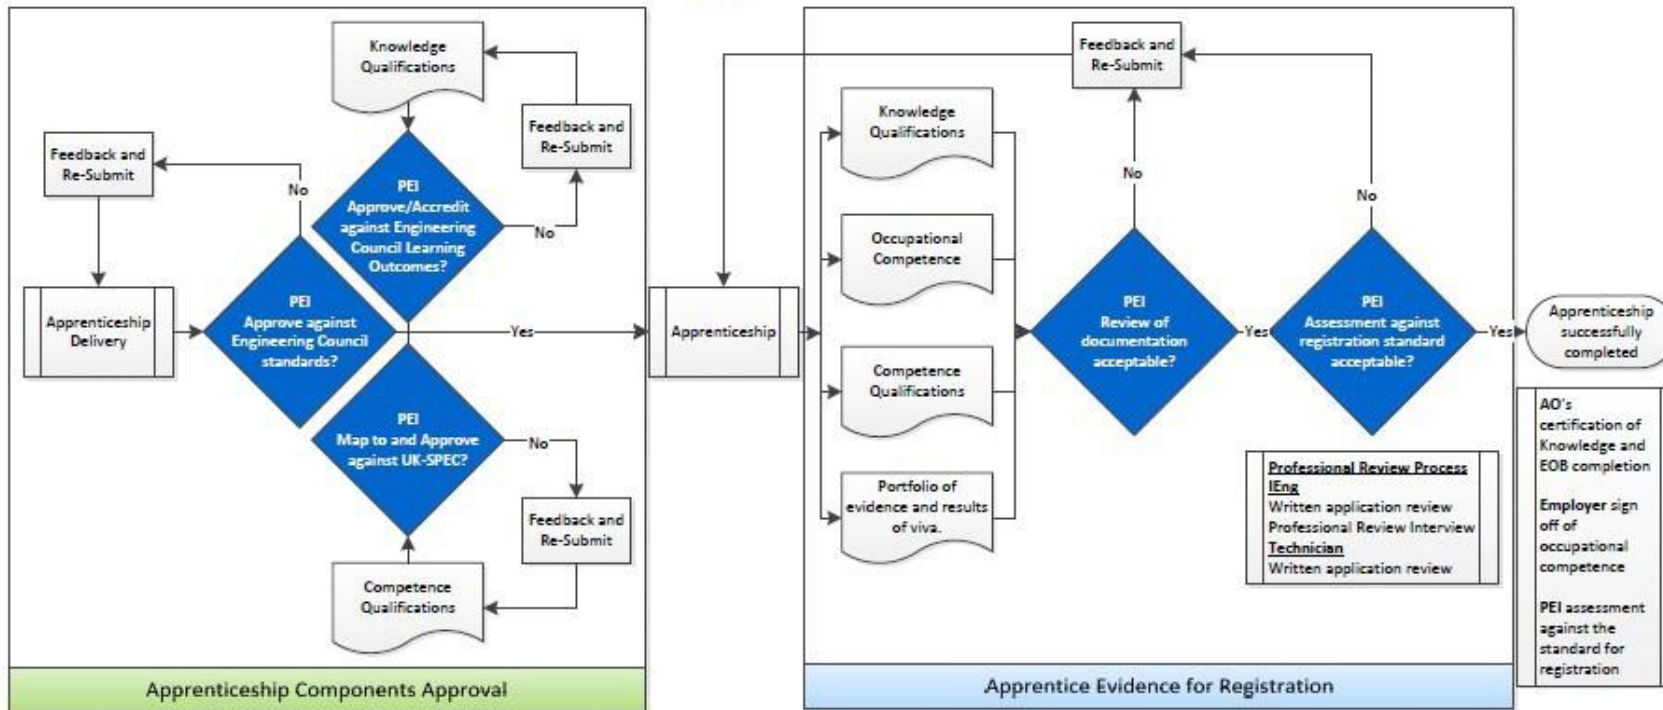 Knowledge
Qualifications
Feedback and
Re-Submit
Feedback and
Re-Submit
No
PEI
Approve/Accredit
against Engineering
Council Learning
Outcomes?
No
Apprenticeship
Delivery
PEI
Approve against
Engineering Council
standards?
Yes
PEI
Map to and Approve
against UK-SPEC?
No
Feedback and
Re-Submit
Competence
Qualifications
Apprenticeship Components Approval
Apprenticeship
Feedback and
Re-Submit
Knowledge
Qualifications
Occupational
Competence
Competence
Qualifications
Portfolio of
evidence and results
of viva.
No
PEI
Review of
documentation
acceptable?
Yes
No
PEI
Assessment against
registration standard
acceptable?
Yes
Apprenticeship
successfully
completed
Professional Review Process
IEng
Written application review
Professional Review Interview
Technician
Written application review
AO's
certification of
Knowledge and
EOB completion
Employer sign
off of
occupational
competence
PEI assessment
against the
standard for
registration
Apprentice Evidence for Registration